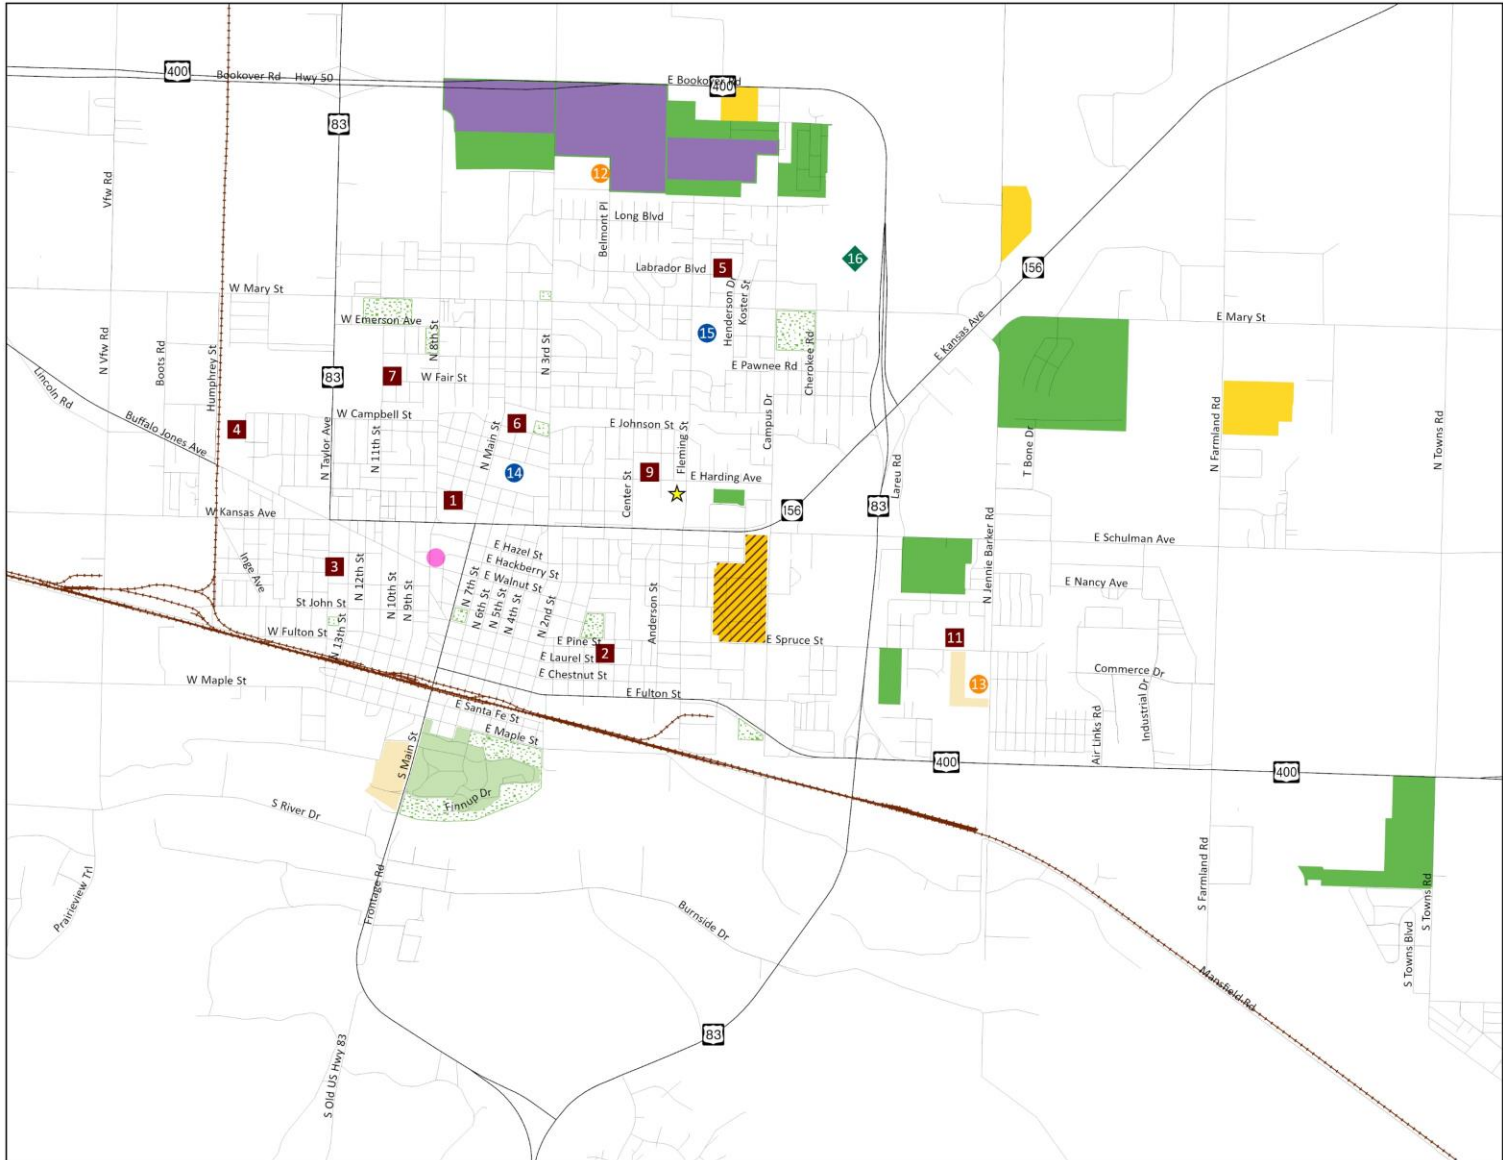 400
Bookover Rd
Hwy 50
E Bookover Rd
400
83
12
Vfw Rd
Long Blvd
Belmont Pl
16
Labrador Blvd
5
156
W Mary St
Henderson Dr
Koster St
W Emerson Ave
N 8th St
15
E Mary St
E Kansas Ave
N Vfw Rd
Boots Rd
N 3rd St
E Pawnee Rd
Cherokee Rd
Humphrey St
83
7
W Fair St
Lincoln Rd
W Campbell St
6
E Johnson St
Campus Dr
Buffalo Jones Ave
4
N Taylor Ave
N 11th St
N Main St
Fleming St
T Bone Dr
N Farmland Rd
N Towns Rd
14
9
E Harding Ave
Center St
Lareu Rd
1
83
156
W Kansas Ave
E Schulman Ave
N Jennie Barker Rd
E Hazel St
E Hackberry St
E Walnut St
3
Inge Ave
N 12th St
N 10th St
N 9th St
N 7th St
N 6th St
N 5th St
N 4th St
N 2nd St
Anderson St
E Nancy Ave
St John St
W Fulton St
N 13th St
E Pine St
2
E Spruce St
11
E Laurel St
E Chestnut St
Commerce Dr
13
W Maple St
E Fulton St
Industrial Dr
Air Links Rd
E Santa Fe St
E Maple St
S Main St
400
400
Finnup Dr
S River Dr
Prairieview Trl
Frontage Rd
S Farmland Rd
S Towns Rd
Burnside Dr
S Towns Blvd
Mansfield Rd
83
S Old US Hwy 83